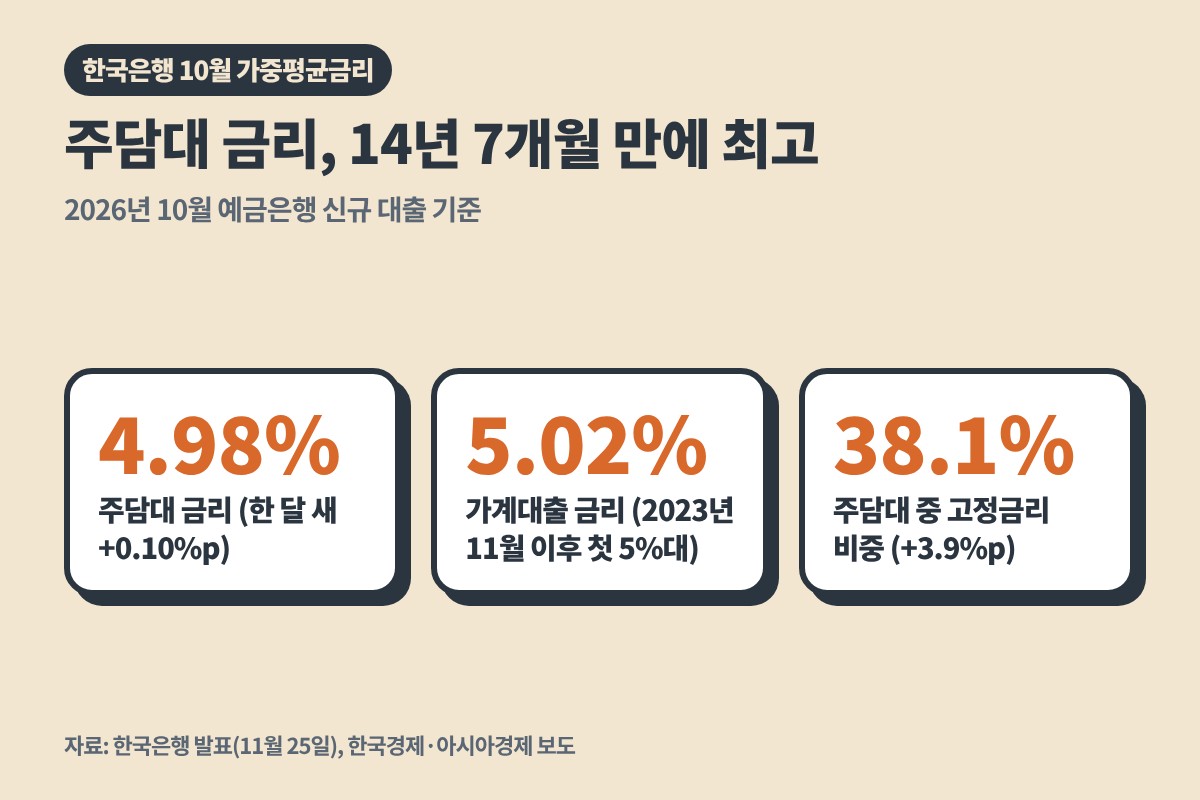 한국은행 10월 가중평균금리
주담대 금리, 14년 7개월 만에 최고
2026년 10월 예금은행 신규 대출 기준
4.98%
주담대 금리 (한 달 새
+0.10%p)
5.02%
가계대출 금리 (2023년
11월 이후 첫 5%대)
38.1%
주담대 중 고정금리
비중 (+3.9%p)
자료: 한국은행 발표(11월 25일), 한국경제·아시아경제 보도